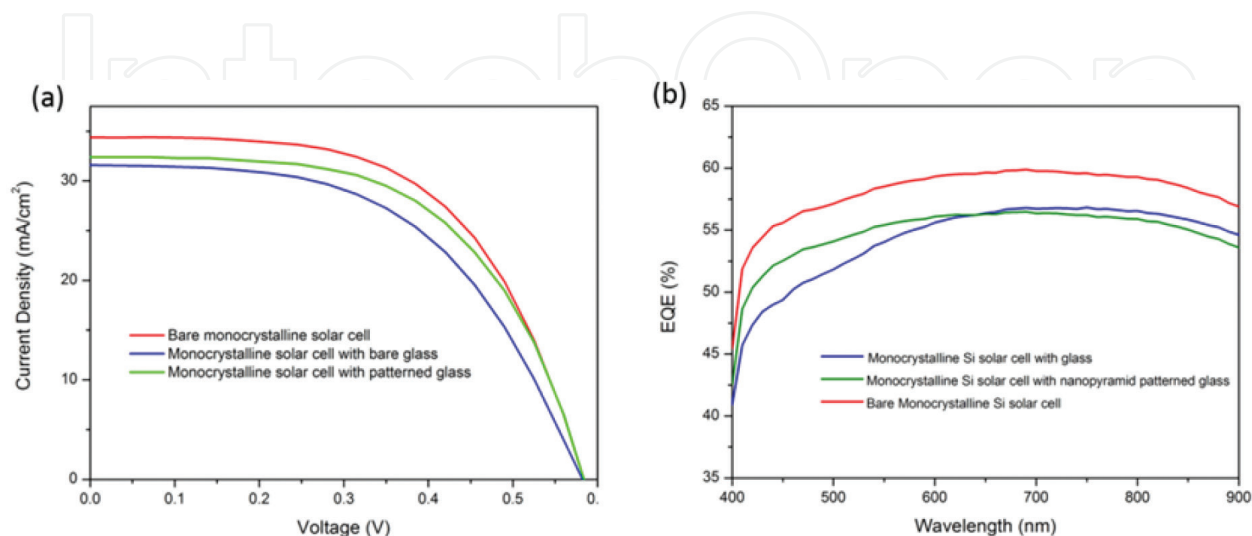 IntechOpen
(a)
Current Density (mA/cm²)
30
10
0
0.0 0.1 0.2 0.3 0.4 0.5 0.
Voltage (V)
Bare monocrystalline solar cell
Monocrystalline solar cell with bare glass
Monocrystalline solar cell with patterned glass
(b)
EQE (%)
65
60
55
50
45
40
35
400 500 600 700 800 900
Wavelength (nm)
Monocrystalline Si solar cell with glass
Monocrystalline Si solar cell with nanopyramid patterned glass
Bare Monocrystalline Si solar cell